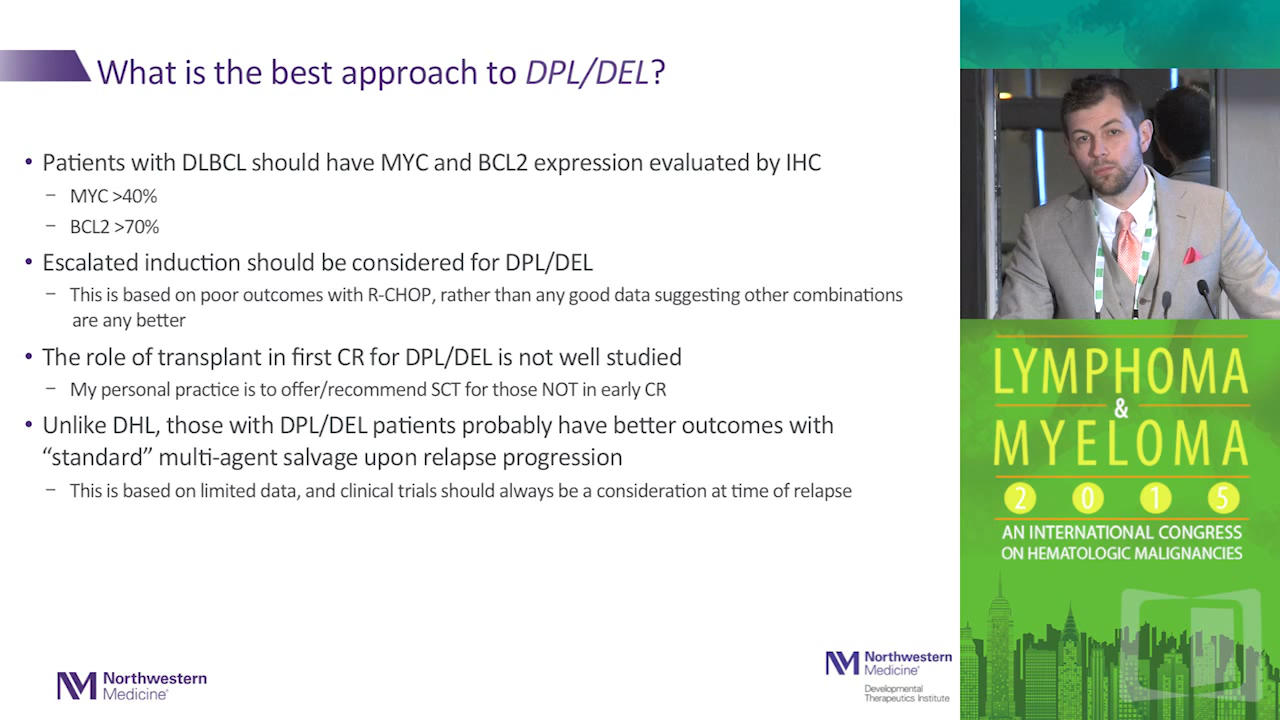 What is the best approach to DPL/DEL?
• Patients with DLBCL should have MYC and BCL2 expression evaluated by IHC
– MYC >40%
– BCL2 >70%
• Escalated induction should be considered for DPL/DEL
– This is based on poor outcomes with R-CHOP, rather than any good data suggesting other combinations
are any better
• The role of transplant in first CR for DPL/DEL is not well studied
– My personal practice is to offer/recommend SCT for those NOT in early CR
• Unlike DHL, those with DPL/DEL patients probably have better outcomes with
“standard” multi-agent salvage upon relapse progression
– This is based on limited data, and clinical trials should always be a consideration at time of relapse
NM Northwestern
Medicine®
NM Northwestern
Medicine®
Developmental
Therapeutics Institute
LYMPHOMA
&
MYELOMA
2 0 1 5
AN INTERNATIONAL CONGRESS
ON HEMATOLOGIC MALIGNANCIES